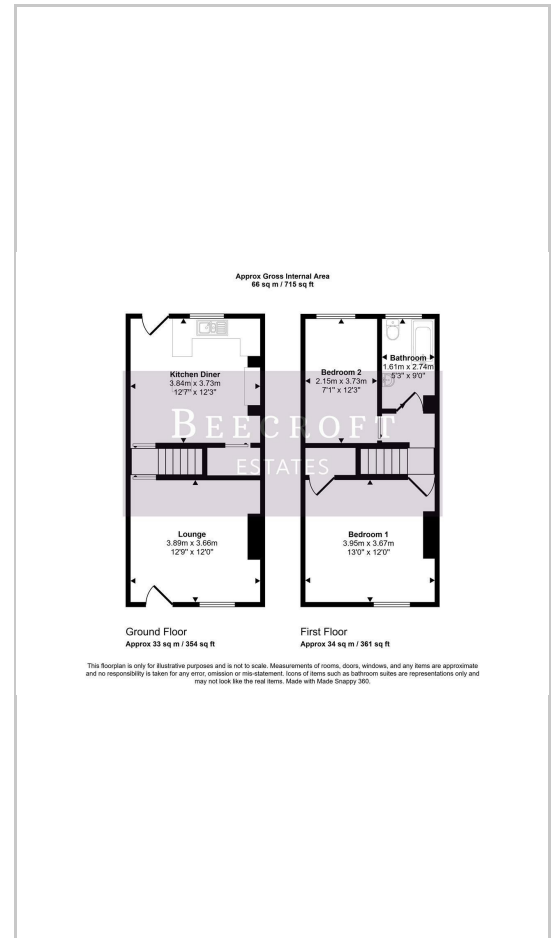 Approx Gross Internal Area
66 sq m / 715 sq ft
Kitchen Diner
3.84m x 3.73m
12'7" x 12'3"
Bedroom 2
2.15m x 3.73m
7'1" x 12'3"
Bathroom
1.61m x 2.74m
5'3" x 9'0"
BEECROFT
ESTATES
Lounge
3.89m x 3.66m
12'9" x 12'0"
Bedroom 1
3.95m x 3.67m
13'0" x 12'0"
Ground Floor
Approx 33 sq m / 354 sq ft
First Floor
Approx 34 sq m / 361 sq ft
This floorplan is only for illustrative purposes and is not to scale. Measurements of rooms, doors, windows, and any items are approximate
and no responsibility is taken for any error, omission or mis-statement. Icons of items such as bathroom suites are representations only and
may not look like the real items. Made with Made Snappy 360.